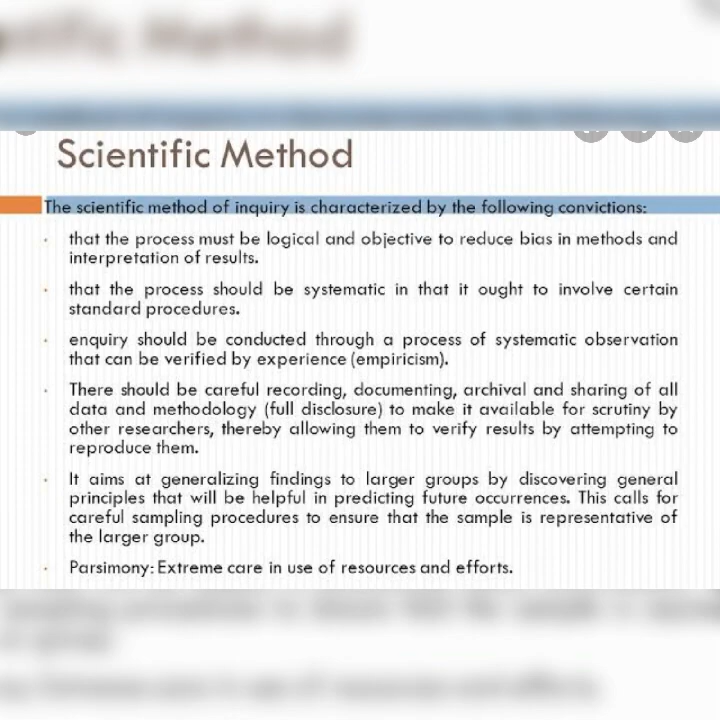 Scientific Method
The scientific method of inquiry is characterized by the following convictions:
that the process must be logical and objective to reduce bias in methods and
interpretation of results.
that the process should be systematic in that it ought to involve certain
standard procedures.
enquiry should be conducted through a process of systematic observation
that can be verified by experience (empiricism).
There should be careful recording, documenting, archival and sharing of all
data and methodology (full disclosure) to make it available for scrutiny by
other researchers, thereby allowing them to verify results by attempting to
reproduce them.
It aims at generalizing findings to larger groups by discovering general
principles that will be helpful in predicting future occurrences. This calls for
careful sampling procedures to ensure that the sample is representative of
the larger group.
Parsimony: Extreme care in use of resources and efforts.